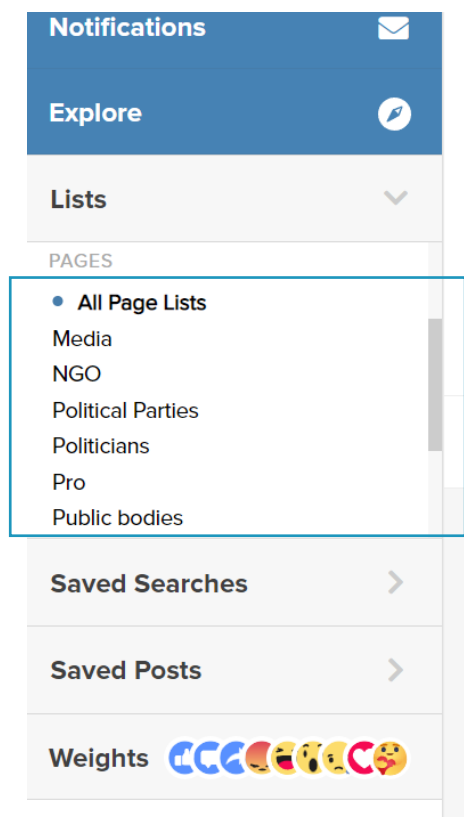 Notifications
Explore
Lists
PAGES
All Page Lists
Media
NGO
Political Parties
Politicians
Pro
Public bodies
Saved Searches
Saved Posts
Weights